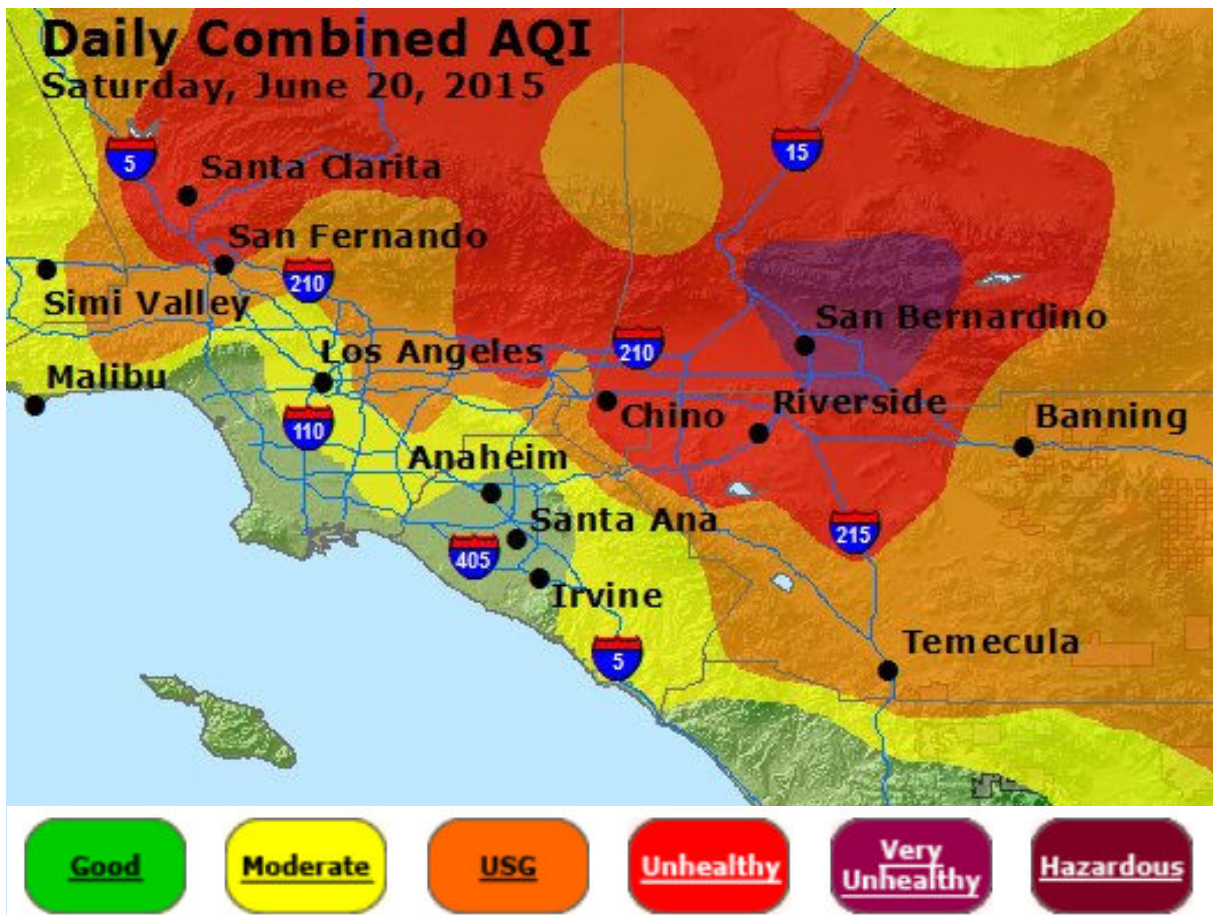 Daily Combined AQI
Saturday, June 20, 2015
5
15
Santa Clarita
San Fernando
210
Simi Valley
San Bernardino
Los Angeles
210
Malibu
Chino
Riverside
Banning
110
Anaheim
Santa Ana
215
405
Irvine
5
Temecula
Good
Moderate
USG
Unhealthy
Very
Unhealthy
Hazardous